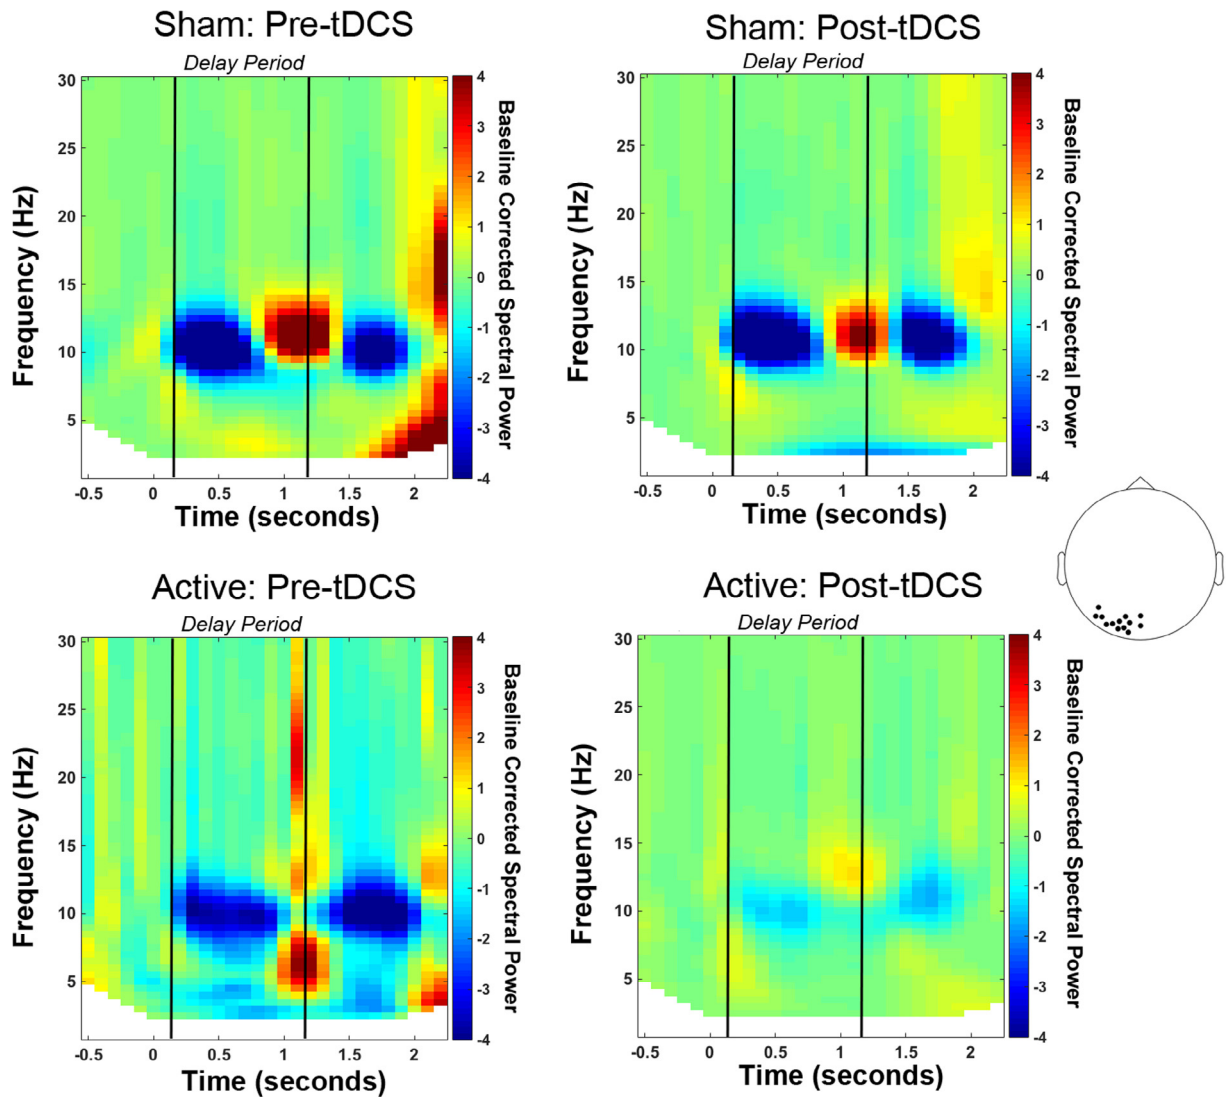 Sham: Pre-tDCS
Delay Period
30
25
20
15
10
5
Frequency (Hz)
-0.5 0 0.5 1 1.5 2
Time (seconds)
4
3
2
1
0
-1
-2
-3
-4
Baseline Corrected Spectral Power
Sham: Post-tDCS
Delay Period
30
25
20
15
10
5
Frequency (Hz)
-0.5 0 0.5 1 1.5 2
Time (seconds)
4
3
2
1
0
-1
-2
-3
-4
Baseline Corrected Spectral Power
Active: Pre-tDCS
Delay Period
30
25
20
15
10
5
Frequency (Hz)
-0.5 0 0.5 1 1.5 2
Time (seconds)
4
3
2
1
0
-1
-2
-3
-4
Baseline Corrected Spectral Power
Active: Post-tDCS
Delay Period
30
25
20
15
10
5
Frequency (Hz)
-0.5 0 0.5 1 1.5 2
Time (seconds)
4
3
2
1
0
-1
-2
-3
-4
Baseline Corrected Spectral Power